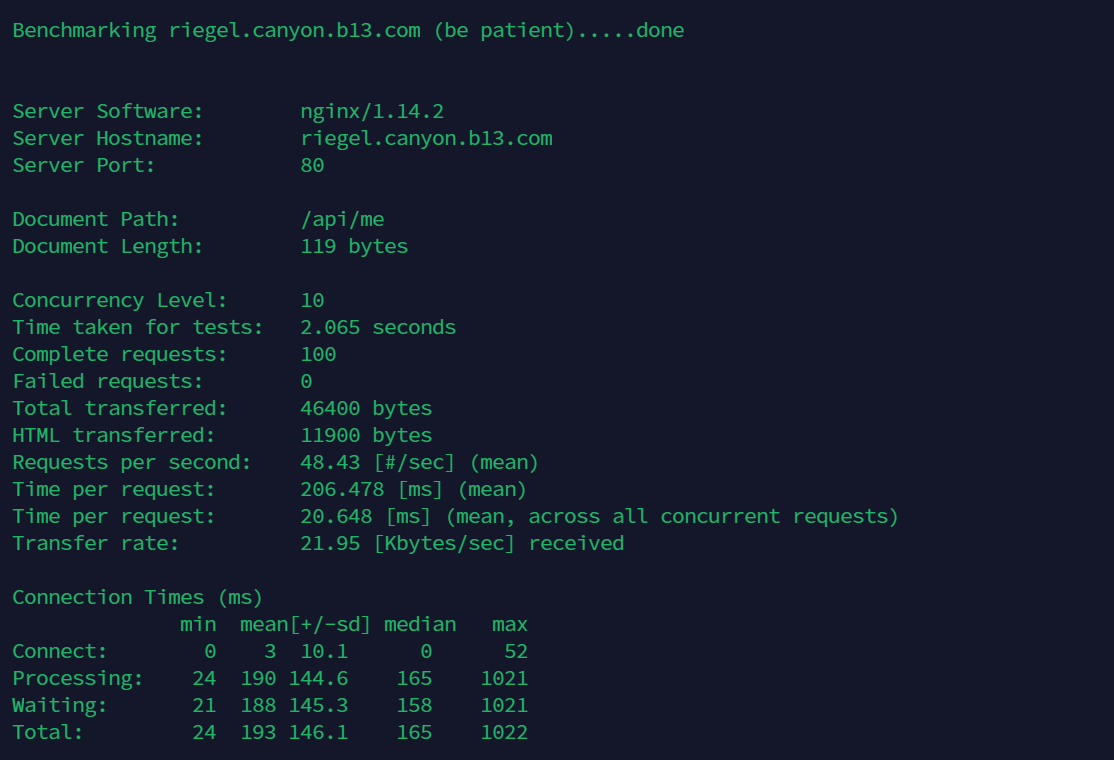 Benchmarking riegel.canyon.b13.com (be patient).....done
Server Software: nginx/1.14.2
Server Hostname: riegel.canyon.b13.com
Server Port: 80
Document Path: /api/me
Document Length: 119 bytes
Concurrency Level: 10
Time taken for tests: 2.065 seconds
Complete requests: 100
Failed requests: 0
Total transferred: 46400 bytes
HTML transferred: 11900 bytes
Requests per second: 48.43 [#/sec] (mean)
Time per request: 206.478 [ms] (mean)
Time per request: 20.648 [ms] (mean, across all concurrent requests)
Transfer rate: 21.95 [Kbytes/sec] received
Connection Times (ms)
min mean[+/-sd] median max
Connect: 0 3 10.1 0 52
Processing: 24 190 144.6 165 1021
Waiting: 21 188 145.3 158 1021
Total: 24 193 146.1 165 1022